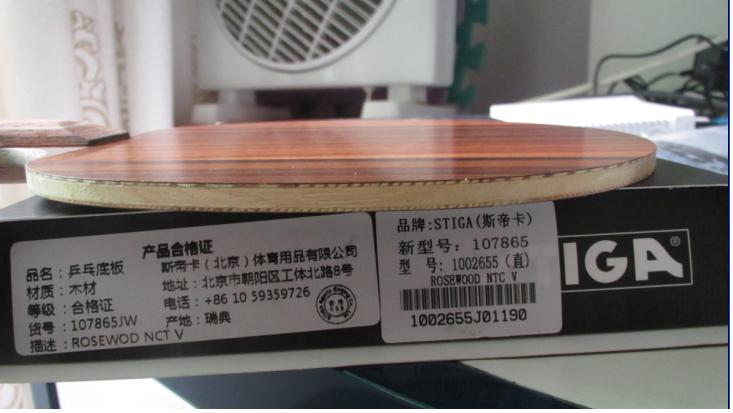 产品合格证
品名：乒乓底板
斯帝卡（北京）体育用品有限公司
材质：木材
地址：北京市朝阳区工体北路8号
等级：合格证
电话：+86 10 59359726
货号：107865JW
产地：瑞典
描述：ROSEWOD NCT V
品牌:STIGA(斯帝卡)
新型号：107865
型 号：1002655（直）
ROSEWOOD NTC V
1002655J01190
IGA®